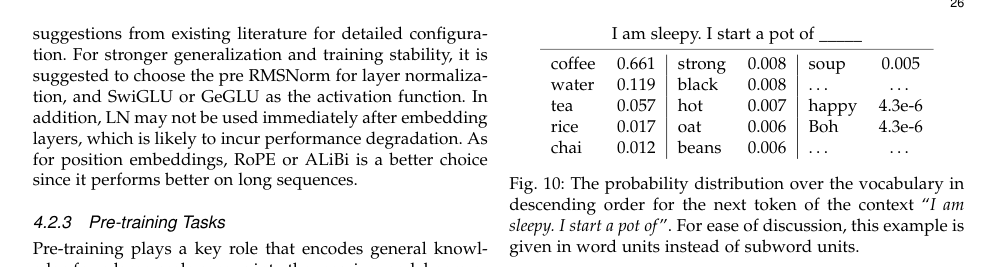 26
suggestions from existing literature for detailed configura-
tion. For stronger generalization and training stability, it is
suggested to choose the pre RMSNorm for layer normaliza-
tion, and SwiGLU or GeGLU as the activation function. In
addition, LN may not be used immediately after embedding
layers, which is likely to incur performance degradation. As
for position embeddings, RoPE or ALiBi is a better choice
since it performs better on long sequences.
4.2.3 Pre-training Tasks
Pre-training plays a key role that encodes general knowl-
I am sleepy. I start a pot of _____
coffee 0.661 strong 0.008 soup 0.005
water 0.119 black 0.008 ... ...
tea 0.057 hot 0.007 happy 4.3e-6
rice 0.017 oat 0.006 Boh 4.3e-6
chai 0.012 beans 0.006 ... ...
Fig. 10: The probability distribution over the vocabulary in
descending order for the next token of the context “I am
sleepy. I start a pot of”. For ease of discussion, this example is
given in word units instead of subword units.